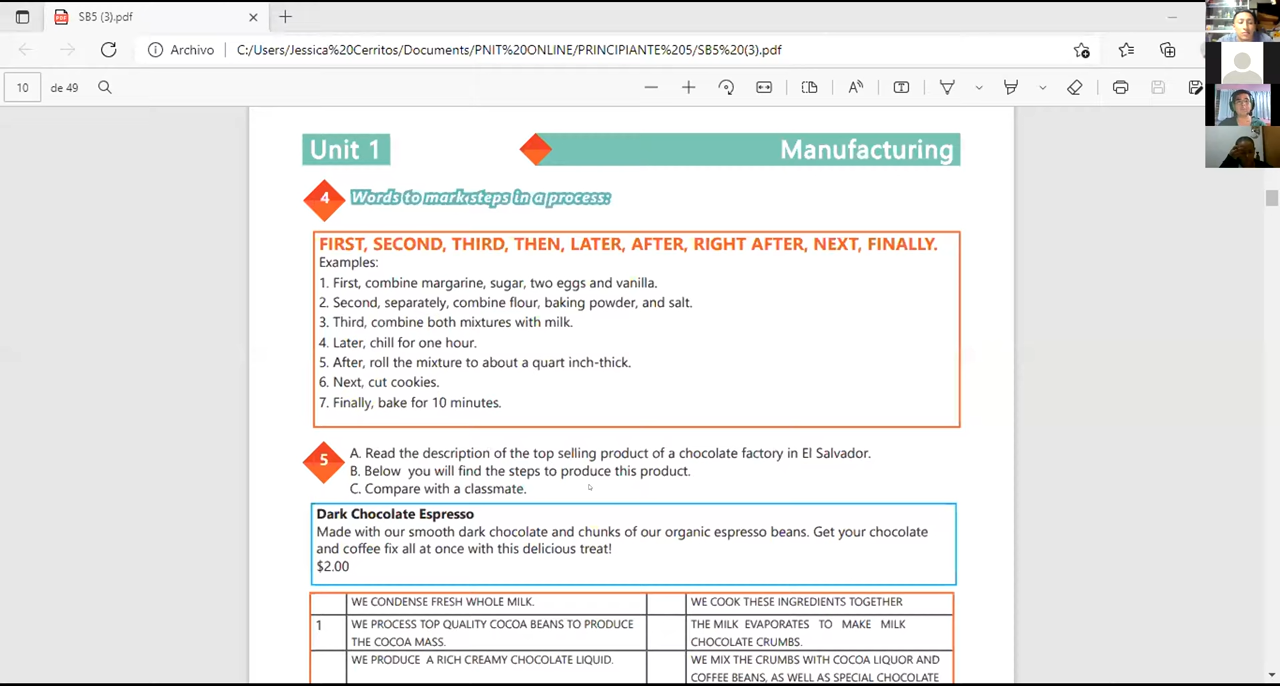 SB5 (3).pdf
Archivo
C:/Users/Jessica%20Cerritos/Documents/PNIT%20ONLINE/PRINCIPIANTE%205/SB5%20(3).pdf
10
de 49
Unit 1
Manufacturing
4
Words to mark steps in a process:
FIRST, SECOND, THIRD, THEN, LATER, AFTER, RIGHT AFTER, NEXT, FINALLY.
Examples:
1. First, combine margarine, sugar, two eggs and vanilla.
2. Second, separately, combine flour, baking powder, and salt.
3. Third, combine both mixtures with milk.
4. Later, chill for one hour.
5. After, roll the mixture to about a quart inch-thick.
6. Next, cut cookies.
7. Finally, bake for 10 minutes.
5
A. Read the description of the top selling product of a chocolate factory in El Salvador.
B. Below you will find the steps to produce this product.
C. Compare with a classmate.
Dark Chocolate Espresso
Made with our smooth dark chocolate and chunks of our organic espresso beans. Get your chocolate
and coffee fix all at once with this delicious treat!
$2.00
WE CONDENSE FRESH WHOLE MILK.
WE COOK THESE INGREDIENTS TOGETHER
1
WE PROCESS TOP QUALITY COCOA BEANS TO PRODUCE
THE COCOA MASS.
THE MILK EVAPORATES TO MAKE MILK
CHOCOLATE CRUMBS.
WE PRODUCE A RICH CREAMY CHOCOLATE LIQUID.
WE MIX THE CRUMBS WITH COCOA LIQUOR AND
COFFEE BEANS, AS WELL AS SPECIAL CHOCOLATE